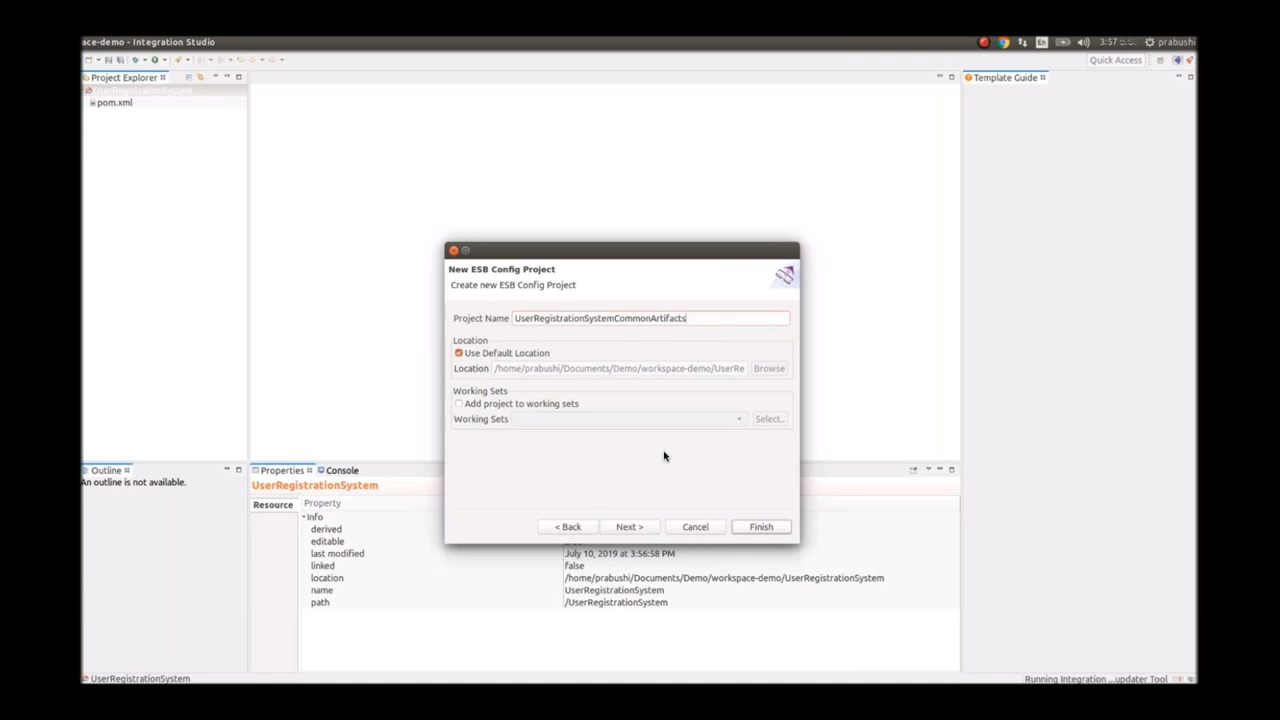 ace-demo - Integration Studio
En
3:57
prabushi
Quick Access
Project Explorer
Template Guide
UserRegistrationSystem
pom.xml
New ESB Config Project
Create new ESB Config Project
Project Name UserRegistrationSystemCommonArtifacts
Location
Use Default Location
Location /home/prabushi/Documents/Demo/workspace-demo/UserRe Browse
Working Sets
Add project to working sets
Working Sets Select..
< Back Next > Cancel Finish
Outline
An outline is not available.
Properties Console
UserRegistrationSystem
Resource
Property
Info
derived
editable
last modified July 10, 2019 at 3:56:58 PM
linked false
location /home/prabushi/Documents/Demo/workspace-demo/UserRegistrationSystem
name UserRegistrationSystem
path /UserRegistrationSystem
UserRegistrationSystem
Running Integration ...updater Tool